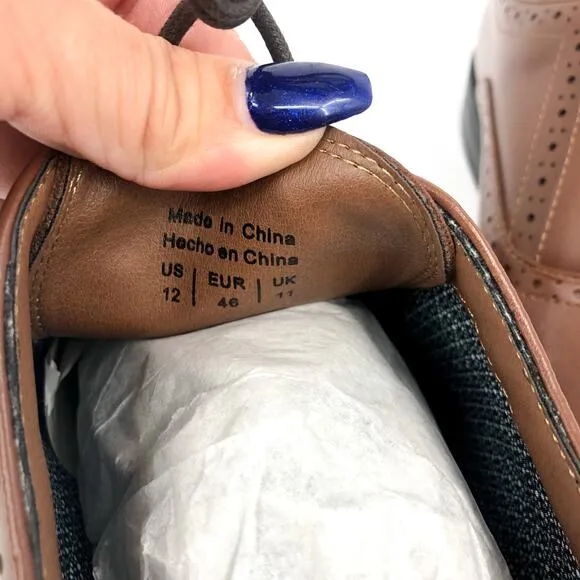 Made in China
Hecho en China
US | EUR | UK
12 | 46 | 11